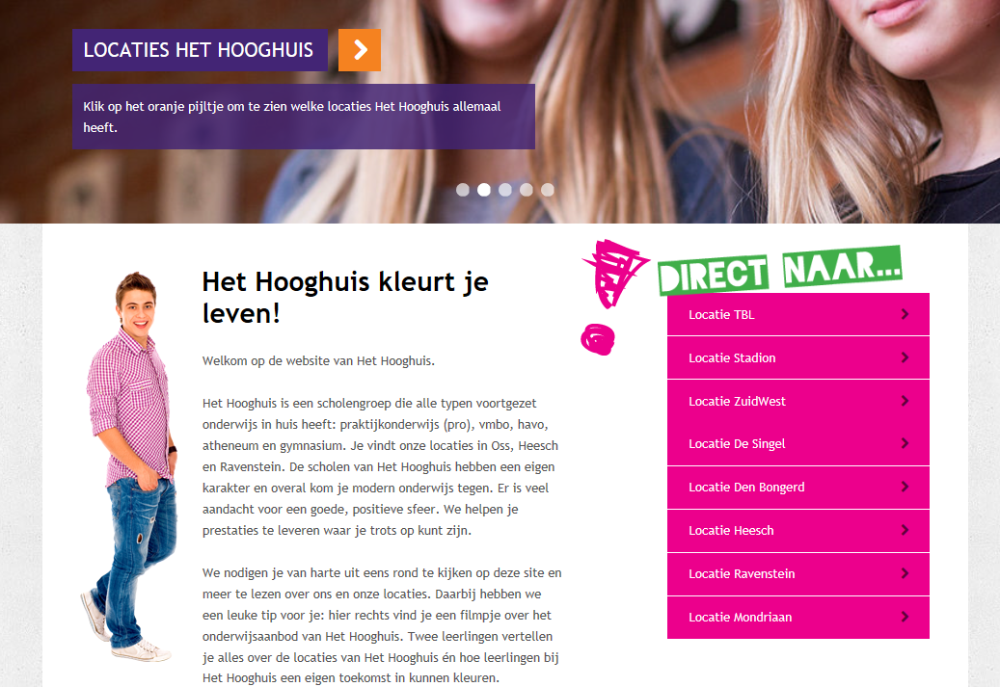 LOCATIES HET HOOGHUIS
Klik op het oranje pijltje om te zien welke locaties Het Hooghuis allemaal
heeft.
Het Hooghuis kleurt je
leven!
Welkom op de website van Het Hooghuis.
Het Hooghuis is een scholengroep die alle typen voortgezet
onderwijs in huis heeft: praktijkonderwijs (pro), vmbo, havo,
atheneum en gymnasium. Je vindt onze locaties in Oss, Heesch
en Ravenstein. De scholen van Het Hooghuis hebben een eigen
karakter en overal kom je modern onderwijs tegen. Er is veel
aandacht voor een goede, positieve sfeer. We helpen je
prestaties te leveren waar je trots op kunt zijn.
We nodigen je van harte uit eens rond te kijken op deze site en
meer te lezen over ons en onze locaties. Daarbij hebben we
een leuke tip voor je: hier rechts vind je een filmpje over het
onderwijsaanbod van Het Hooghuis. Twee leerlingen vertellen
je alles over de locaties van Het Hooghuis én hoe leerlingen bij
Het Hooghuis een eigen toekomst in kunnen kleuren.
!
DIRECT NAAR...
Locatie TBL
Locatie Stadion
Locatie ZuidWest
Locatie De Singel
Locatie Den Bongerd
Locatie Heesch
Locatie Ravenstein
Locatie Mondriaan